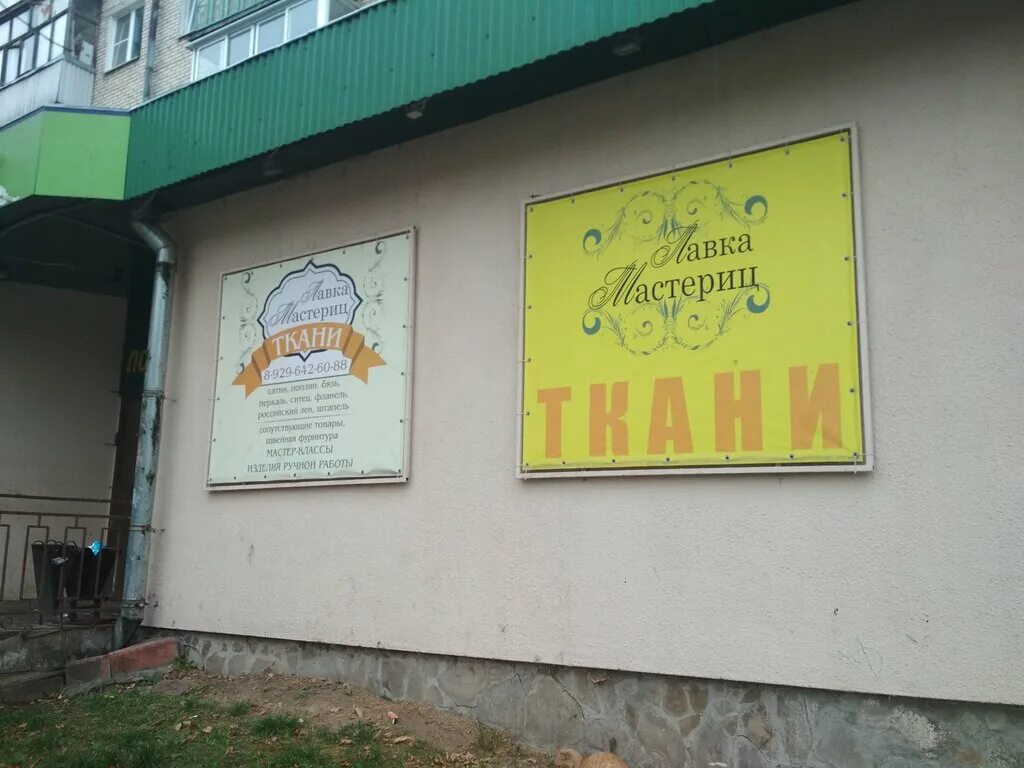 Лавка
Мастериц
ТКАНИ
8-929-642-60-88
сатин, поплин, бязь,
перкаль, ситец, фланель,
российский лен, штапель
сопутствующие товары,
швейная фурнитура
МАСТЕР-КЛАССЫ
ИЗДЕЛИЯ РУЧНОЙ РАБОТЫ
Лавка
Мастериц
ТКАНИ